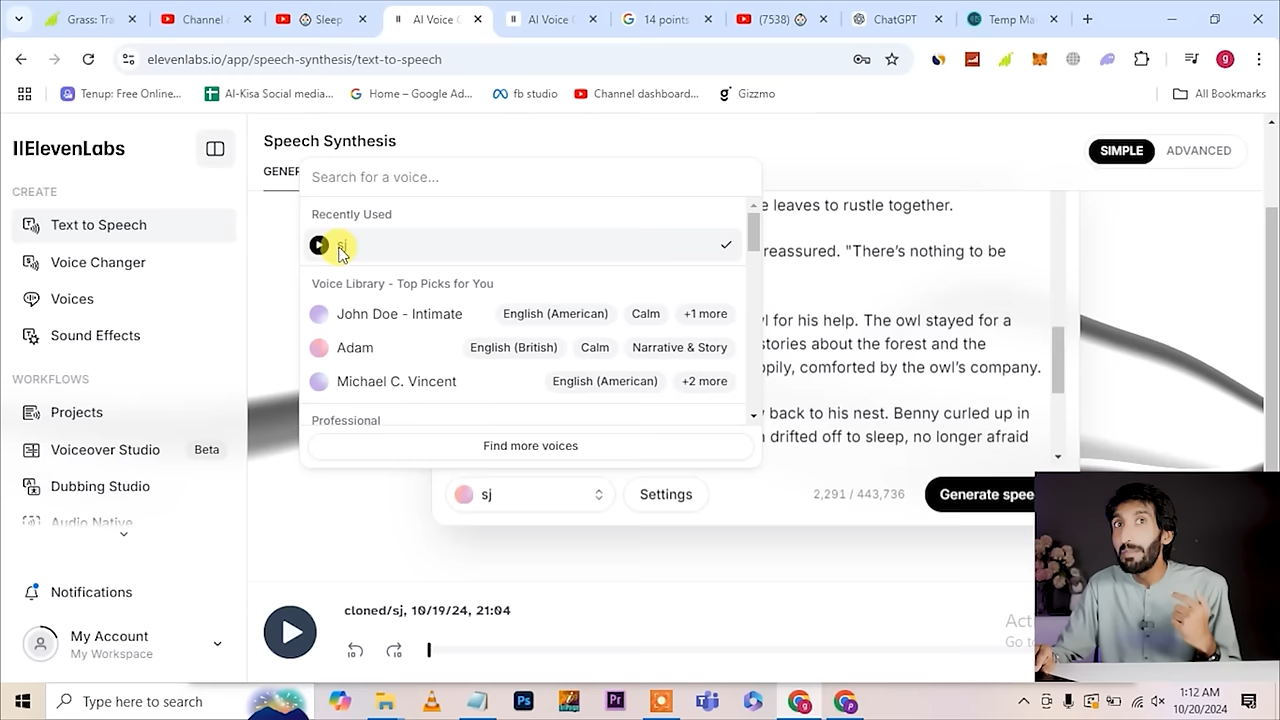 Grass: Tra
Channel
Sleep
AI Voice
AI Voice
14 points
(7538)
ChatGPT
Temp Ma
elevenlabs.io/app/speech-synthesis/text-to-speech
g
Tenup: Free Online...
AI-Kisa Social media...
Home – Google Ad...
fb studio
Channel dashboard...
Gizzmo
All Bookmarks
IIElevenLabs
CREATE
Text to Speech
Voice Changer
Voices
Sound Effects
WORKFLOWS
Projects
Voiceover Studio Beta
Dubbing Studio
Audio Native
Notifications
My Account
My Workspace
Speech Synthesis
SIMPLE ADVANCED
GENER
Search for a voice...
Recently Used
sj
Voice Library - Top Picks for You
John Doe - Intimate English (American) Calm +1 more
Adam English (British) Calm Narrative & Story
Michael C. Vincent English (American) +2 more
Professional
Find more voices
e leaves to rustle together.
reassured. "There's nothing to be
l for his help. The owl stayed for a
stories about the forest and the
pily, comforted by the owl's company.
back to his nest. Benny curled up in
drifted off to sleep, no longer afraid
sj Settings 2,291 / 443,736 Generate spee
cloned/sj, 10/19/24, 21:04
Act
Go to
Type here to search
1:12 AM
10/20/2024